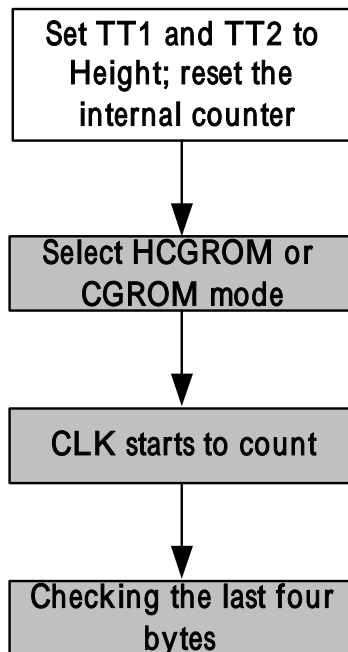 Set TT1 and TT2 to
Height; reset the
internal counter
Select HCGROM or
CGROM mode
CLK starts to count
Checking the last four
bytes